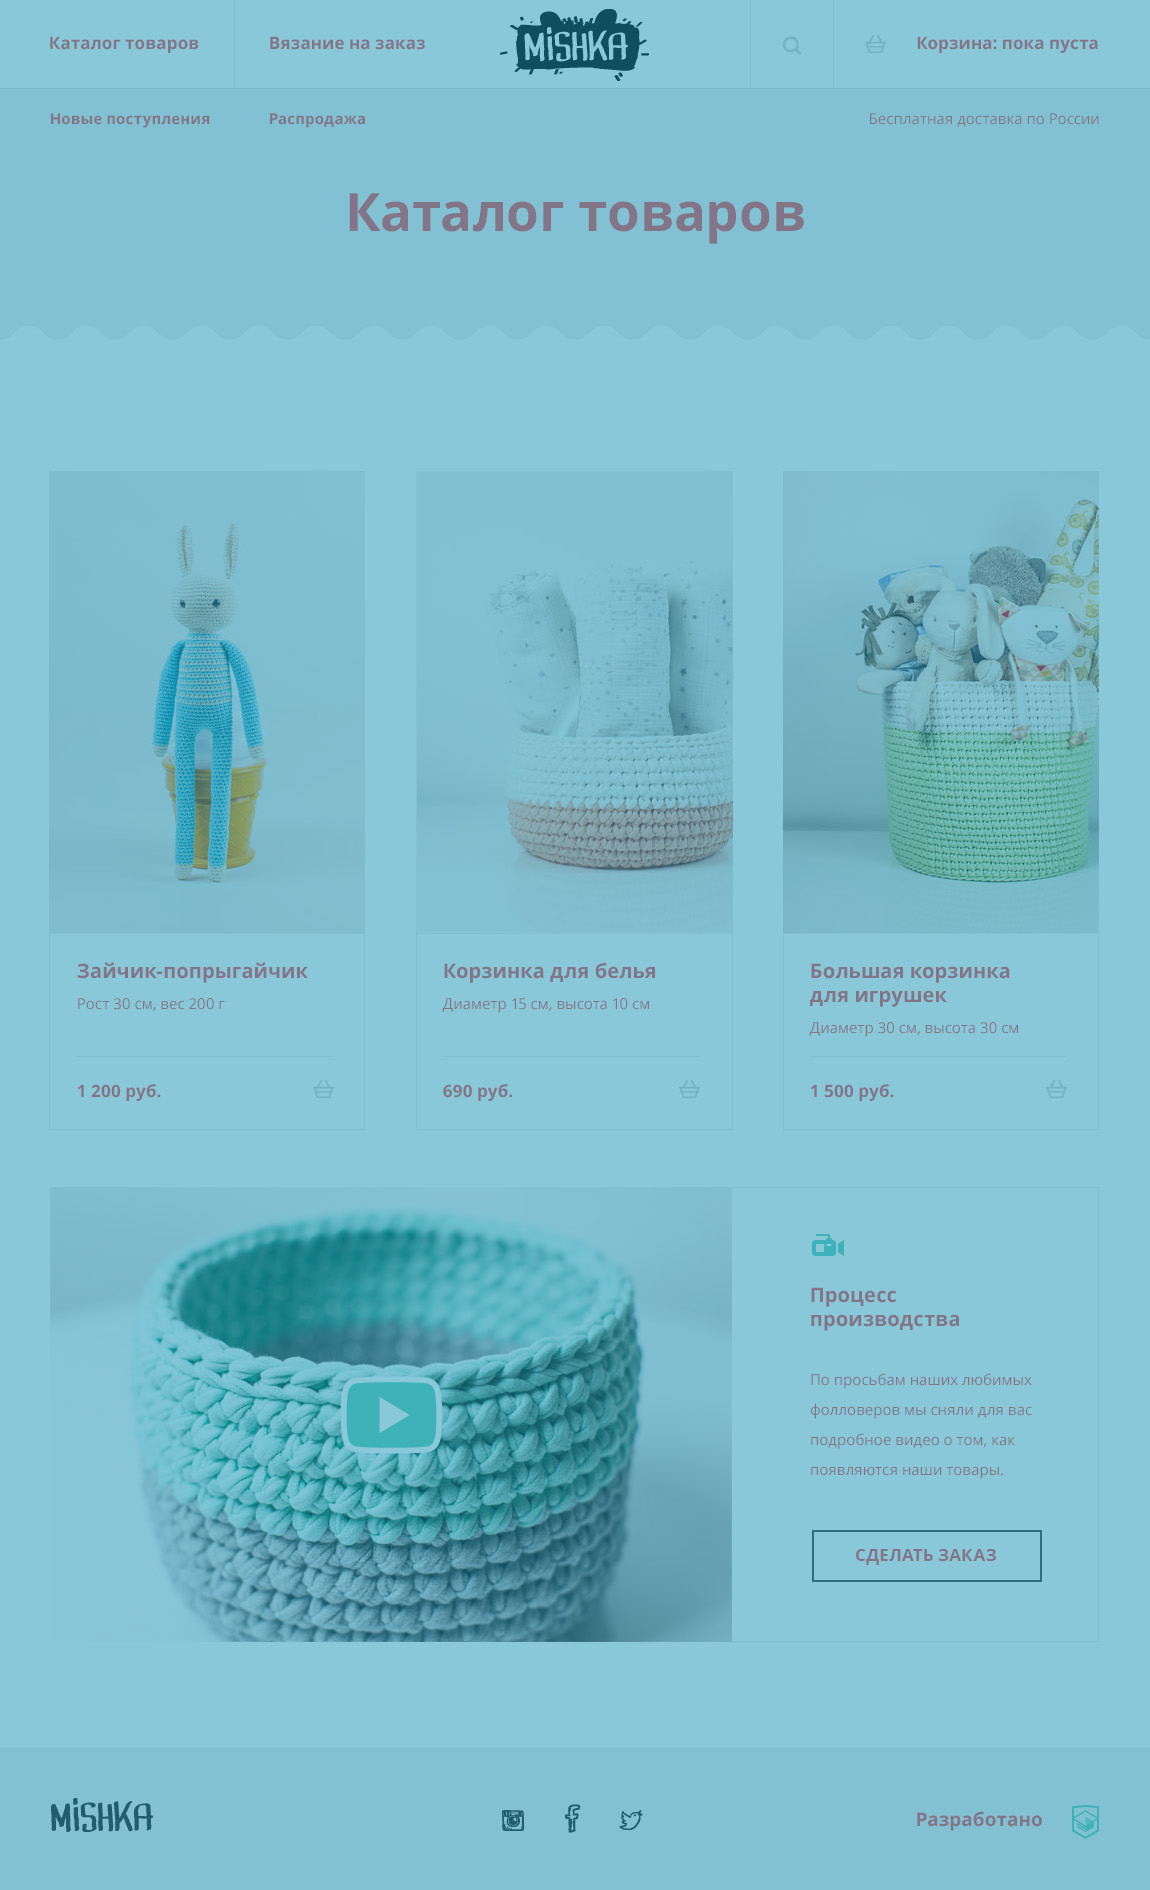 Каталог товаров
Вязание на заказ
MiSHKA
Корзина: пока пуста
Новые поступления
Распродажа
Бесплатная доставка по России
Каталог товаров
Зайчик-попрыгайчик
Рост 30 см, вес 200 г
1 200 руб.
Корзинка для белья
Диаметр 15 см, высота 10 см
690 руб.
Большая корзинка
для игрушек
Диаметр 30 см, высота 30 см
1 500 руб.
Процесс
производства
По просьбам наших любимых
фолловеров мы сняли для вас
подробное видео о том, как
появляются наши товары.
СДЕЛАТЬ ЗАКАЗ
MiSHKA
Разработано